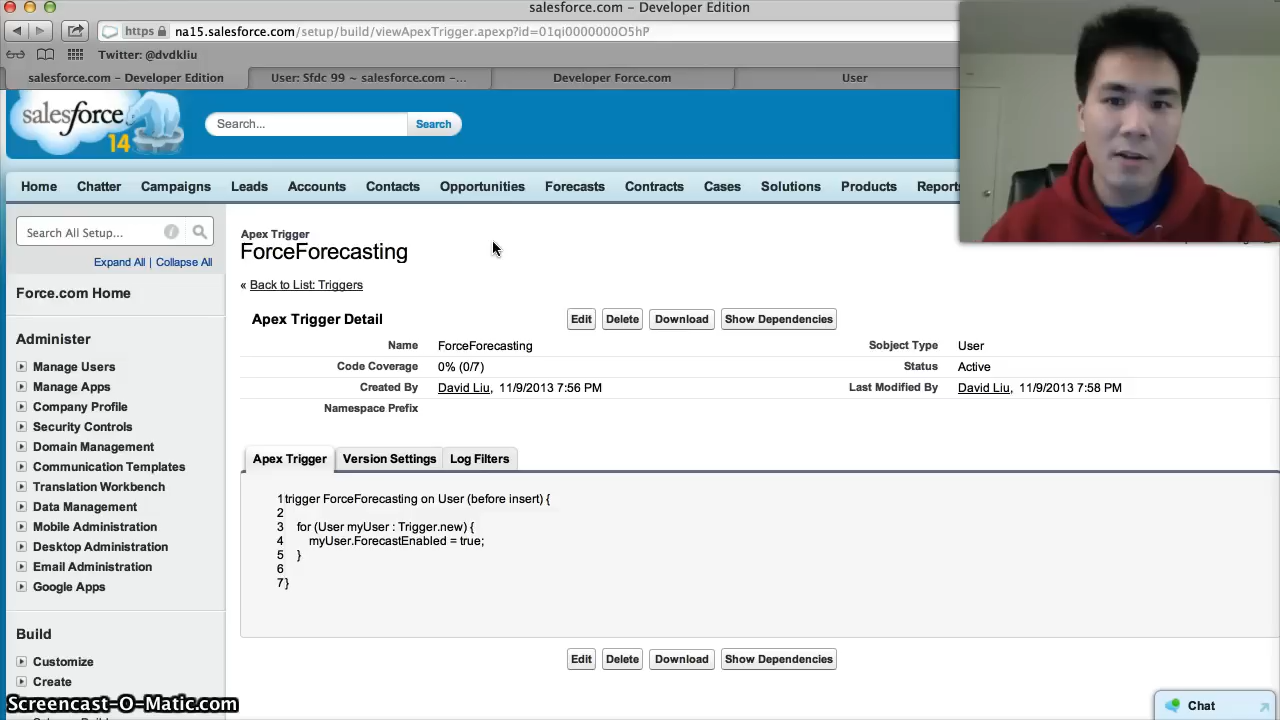 salesforce.com – Developer Edition
https na15.salesforce.com/setup/build/viewApexTrigger.apexp?id=01qi0000000O5hP
Twitter: @dvdkliu
salesforce.com – Developer Edition
User: Sfdc 99 ~ salesforce.com –...
Developer Force.com
User
salesforce
14
Search...
Search
Home
Chatter
Campaigns
Leads
Accounts
Contacts
Opportunities
Forecasts
Contracts
Cases
Solutions
Products
Reports
Search All Setup...
Expand All | Collapse All
Force.com Home
Administer
Manage Users
Manage Apps
Company Profile
Security Controls
Domain Management
Communication Templates
Translation Workbench
Data Management
Mobile Administration
Desktop Administration
Email Administration
Google Apps
Build
Customize
Create
Apex Trigger
ForceForecasting
« Back to List: Triggers
Apex Trigger Detail
Edit
Delete
Download
Show Dependencies
Name ForceForecasting
Sobject Type User
Code Coverage 0% (0/7)
Status Active
Created By David Liu, 11/9/2013 7:56 PM
Last Modified By David Liu, 11/9/2013 7:58 PM
Namespace Prefix
Apex Trigger
Version Settings
Log Filters
1 trigger ForceForecasting on User (before insert) {
2
3 for (User myUser : Trigger.new) {
4 myUser.ForecastEnabled = true;
5 }
6
7 }
Edit
Delete
Download
Show Dependencies
Screencast-O-Matic.com
Chat